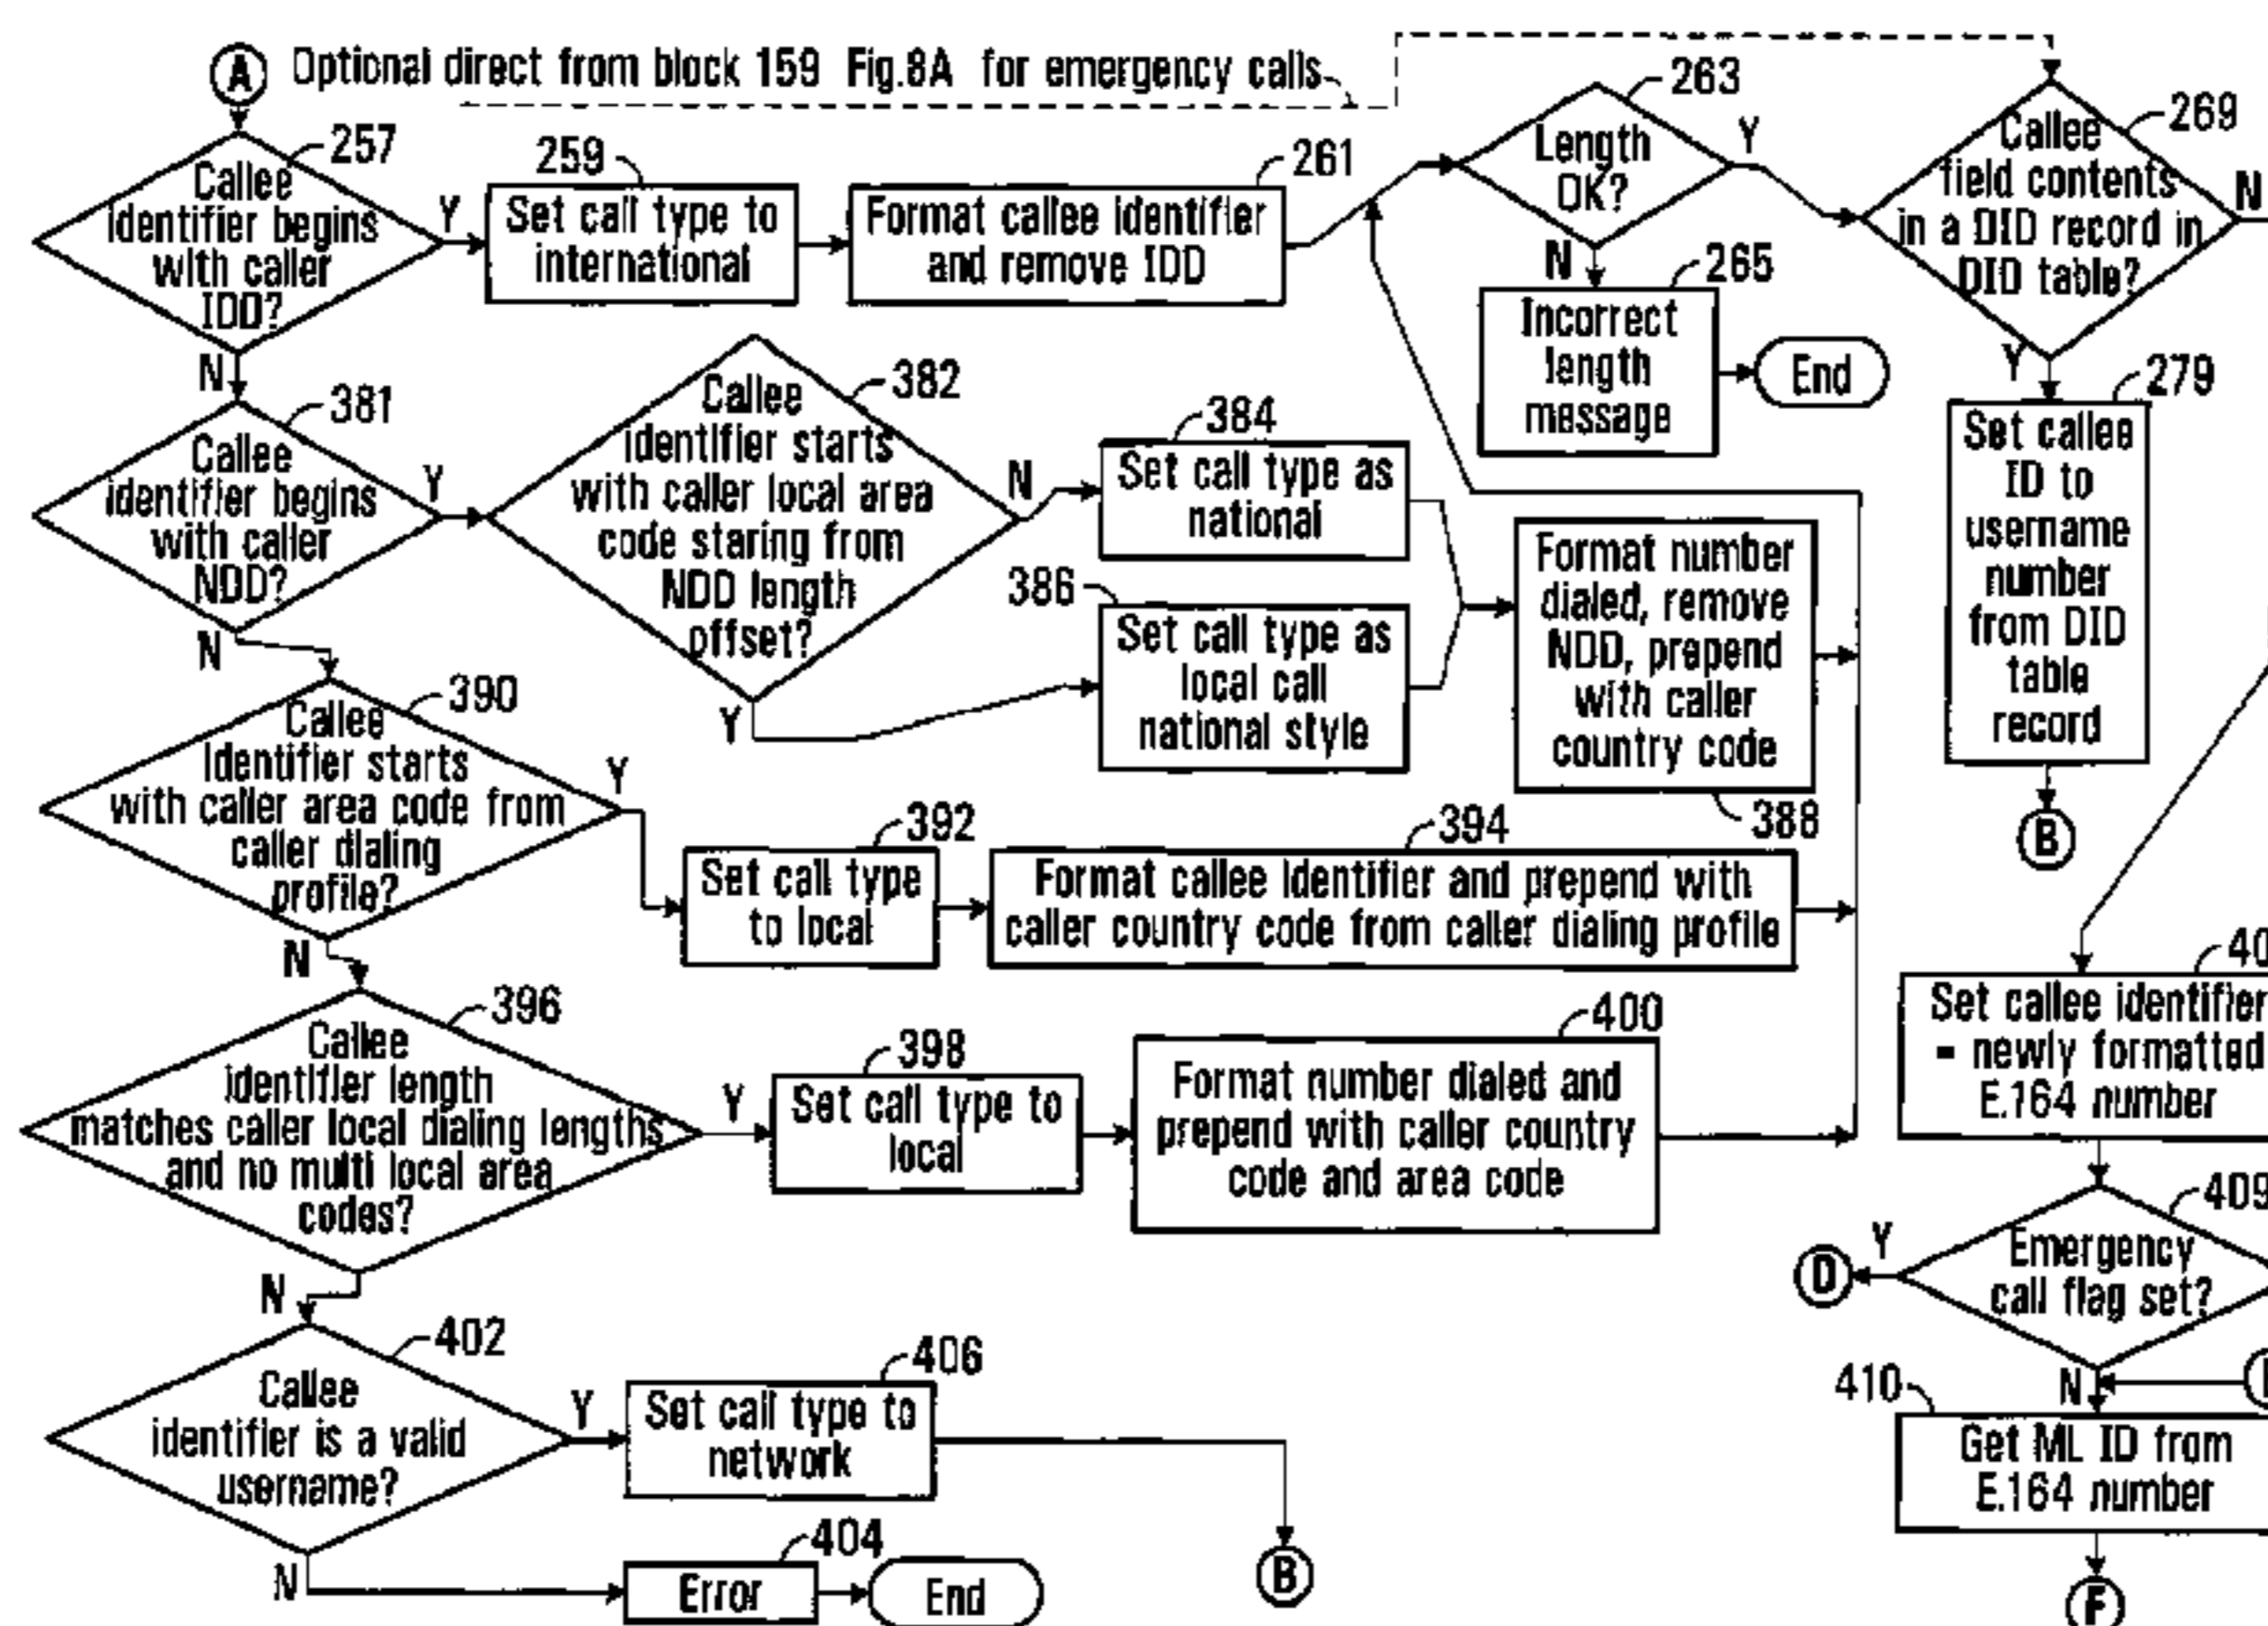 A
Optional direct from block 159 Fig.8A for emergency calls
257
Callee
identifier begins
with caller
IDD?
Y
N
259
Set call type to
international
261
Format callee identifier
and remove IDD
263
Length
OK?
Y
N
265
Incorrect
length
message
End
269
Callee
field contents
in a DID record in
DID table?
N
Y
279
Set callee
ID to
username
number
from DID
table
record
B
381
Callee
identifier begins
with caller
NDD?
Y
N
382
Callee
identifier starts
with caller local area
code staring from
NDD length
offset?
N
Y
384
Set call type as
national
386
Set call type as
local call
national style
Format number
dialed, remove
NDD, prepend
with caller
country code
388
390
Callee
identifier starts
with caller area code from
caller dialing
profile?
Y
N
392
Set call type
to local
394
Format callee identifier and prepend with
caller country code from caller dialing profile
396
Callee
identifier length
matches caller local dialing lengths
and no multi local area
codes?
Y
N
398
Set call type to
local
400
Format number dialed and
prepend with caller country
code and area code
402
Callee
identifier is a valid
username?
Y
N
406
Set call type to
network
B
404
Error
End
Set callee identifier
= newly formatted
E.164 number
409
Emergency
call flag set?
Y
D
N
410
Get ML ID from
E.164 number
F